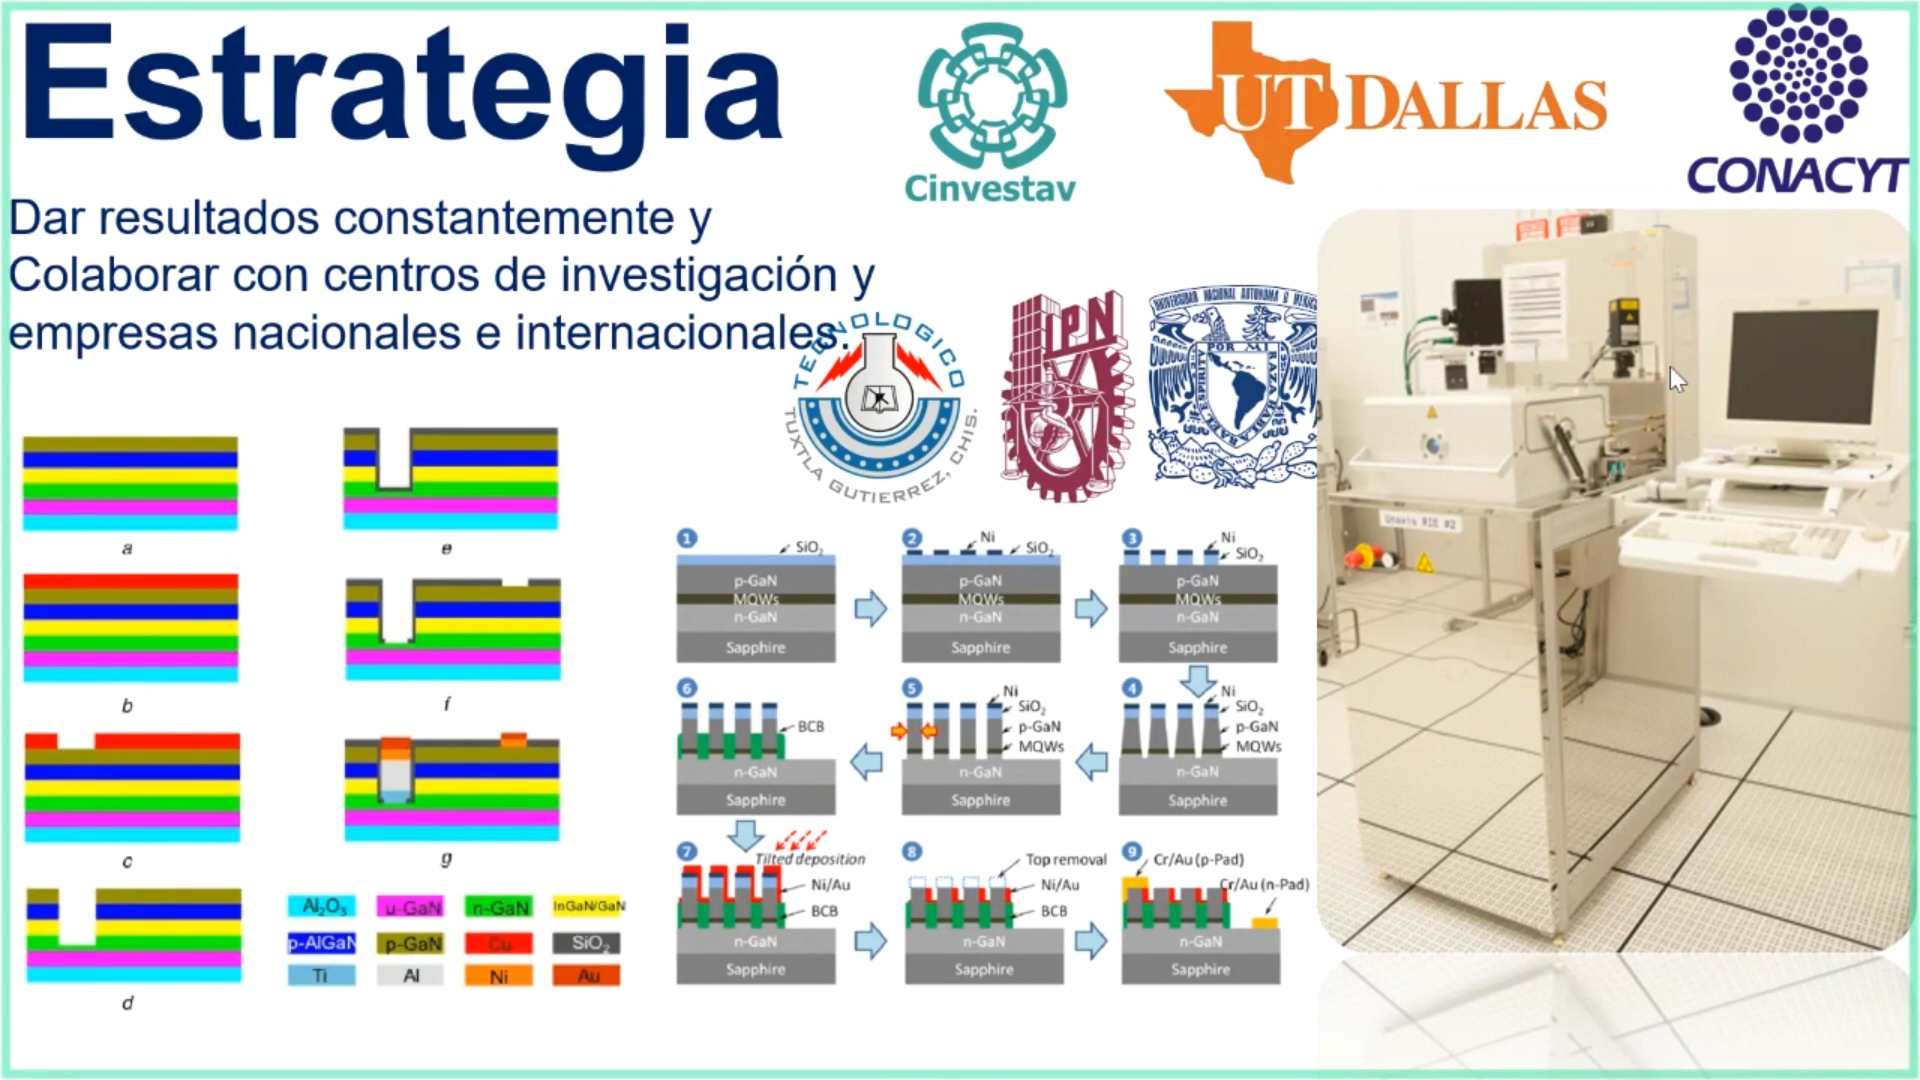 Estrategia
Cinvestav
UT DALLAS
CONACYT
Dar resultados constantemente y
Colaborar con centros de investigación y
empresas nacionales e internacionales.
TECNOLOGICO
TUXTLA GUTIERREZ, CHIS.
IPN
POR MI RAZA HABLARA EL ESPIRITU
Unaxis RIE #2
a
e
b
f
c
g
d
Al₂O₃ u-GaN n-GaN InGaN/GaN
p-AlGaN p-GaN Cu SiO₂
Ti Al Ni Au
1
SiO₂
p-GaN
MQWs
n-GaN
Sapphire
2
Ni
SiO₂
p-GaN
MQWs
n-GaN
Sapphire
3
Ni
SiO₂
p-GaN
MQWs
n-GaN
Sapphire
6
BCB
n-GaN
Sapphire
5
Ni
SiO₂
p-GaN
MQWs
n-GaN
Sapphire
4
Ni
SiO₂
p-GaN
MQWs
n-GaN
Sapphire
7
Tilted deposition
Ni/Au
BCB
n-GaN
Sapphire
8
Top removal
Ni/Au
BCB
n-GaN
Sapphire
9
Cr/Au (p-Pad)
Cr/Au (n-Pad)
n-GaN
Sapphire